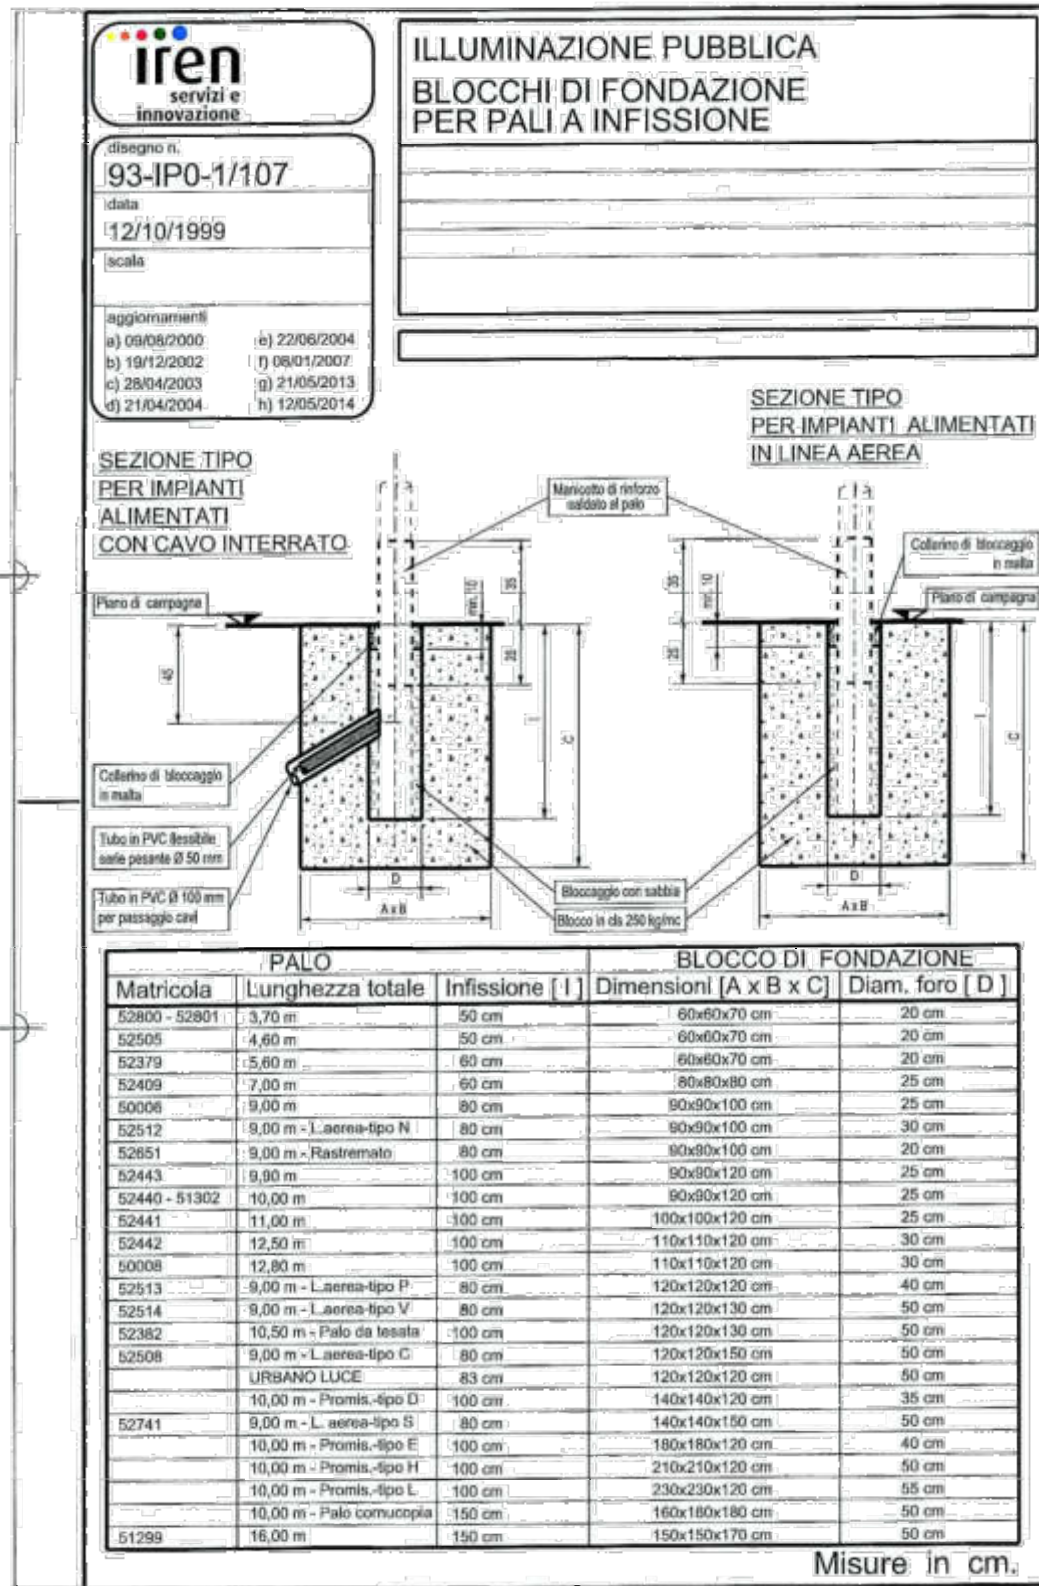 iren
servizi e
innovazione
ILLUMINAZIONE PUBBLICA
BLOCCHI DI FONDAZIONE
PER PALI A INFISSIONE
disegno n.
93-IP0-1/107
data
12/10/1999
scala
aggiornamenti
a) 09/08/2000 e) 22/06/2004
b) 19/12/2002 f) 08/01/2007
c) 28/04/2003 g) 21/05/2013
d) 21/04/2004 h) 12/05/2014
SEZIONE TIPO
PER IMPIANTI
ALIMENTATI
CON CAVO INTERRATO
SEZIONE TIPO
PER IMPIANTI ALIMENTATI
IN LINEA AEREA
Manicotto di rinforzo
saldato al palo
Collarino di bloccaggio
in malta
Piano di campagna
Piano di campagna
min. 10
35
25
45
I
C
35
min. 10
25
I
C
Collarino di bloccaggio
in malta
Tubo in PVC flessibile
serie pesante Ø 50 mm
Tubo in PVC Ø 100 mm
per passaggio cavi
D
A x B
Bloccaggio con sabbia
Blocco in cls 250 kg/mc
D
A x B
PALO BLOCCO DI FONDAZIONE
Matricola Lunghezza totale Infissione [ I ] Dimensioni [A x B x C] Diam. foro [ D ]
52800 - 52801 3,70 m 50 cm 60x60x70 cm 20 cm
52505 4,60 m 50 cm 60x60x70 cm 20 cm
52379 5,60 m 60 cm 60x60x70 cm 20 cm
52409 7,00 m 60 cm 80x80x80 cm 25 cm
50006 9,00 m 80 cm 90x90x100 cm 25 cm
52512 9,00 m - L.aerea-tipo N 80 cm 90x90x100 cm 30 cm
52651 9,00 m - Rastremato 80 cm 90x90x100 cm 20 cm
52443 9,90 m 100 cm 90x90x120 cm 25 cm
52440 - 51302 10,00 m 100 cm 90x90x120 cm 25 cm
52441 11,00 m 100 cm 100x100x120 cm 25 cm
52442 12,50 m 100 cm 110x110x120 cm 30 cm
50008 12,80 m 100 cm 110x110x120 cm 30 cm
52513 9,00 m - L.aerea-tipo P 80 cm 120x120x120 cm 40 cm
52514 9,00 m - L.aerea-tipo V 80 cm 120x120x130 cm 50 cm
52382 10,50 m - Palo da tesata 100 cm 120x120x130 cm 50 cm
52508 9,00 m - L.aerea-tipo C 80 cm 120x120x150 cm 50 cm
URBANO LUCE 83 cm 120x120x120 cm 50 cm
10,00 m - Promis.-tipo D 100 cm 140x140x120 cm 35 cm
52741 9,00 m - L. aerea-tipo S 80 cm 140x140x150 cm 50 cm
10,00 m - Promis.-tipo E 100 cm 180x180x120 cm 40 cm
10,00 m - Promis.-tipo H 100 cm 210x210x120 cm 50 cm
10,00 m - Promis.-tipo L 100 cm 230x230x120 cm 55 cm
10,00 m - Palo cornucopia 150 cm 160x160x180 cm 50 cm
51299 16,00 m 150 cm 150x150x170 cm 50 cm
Misure in cm.